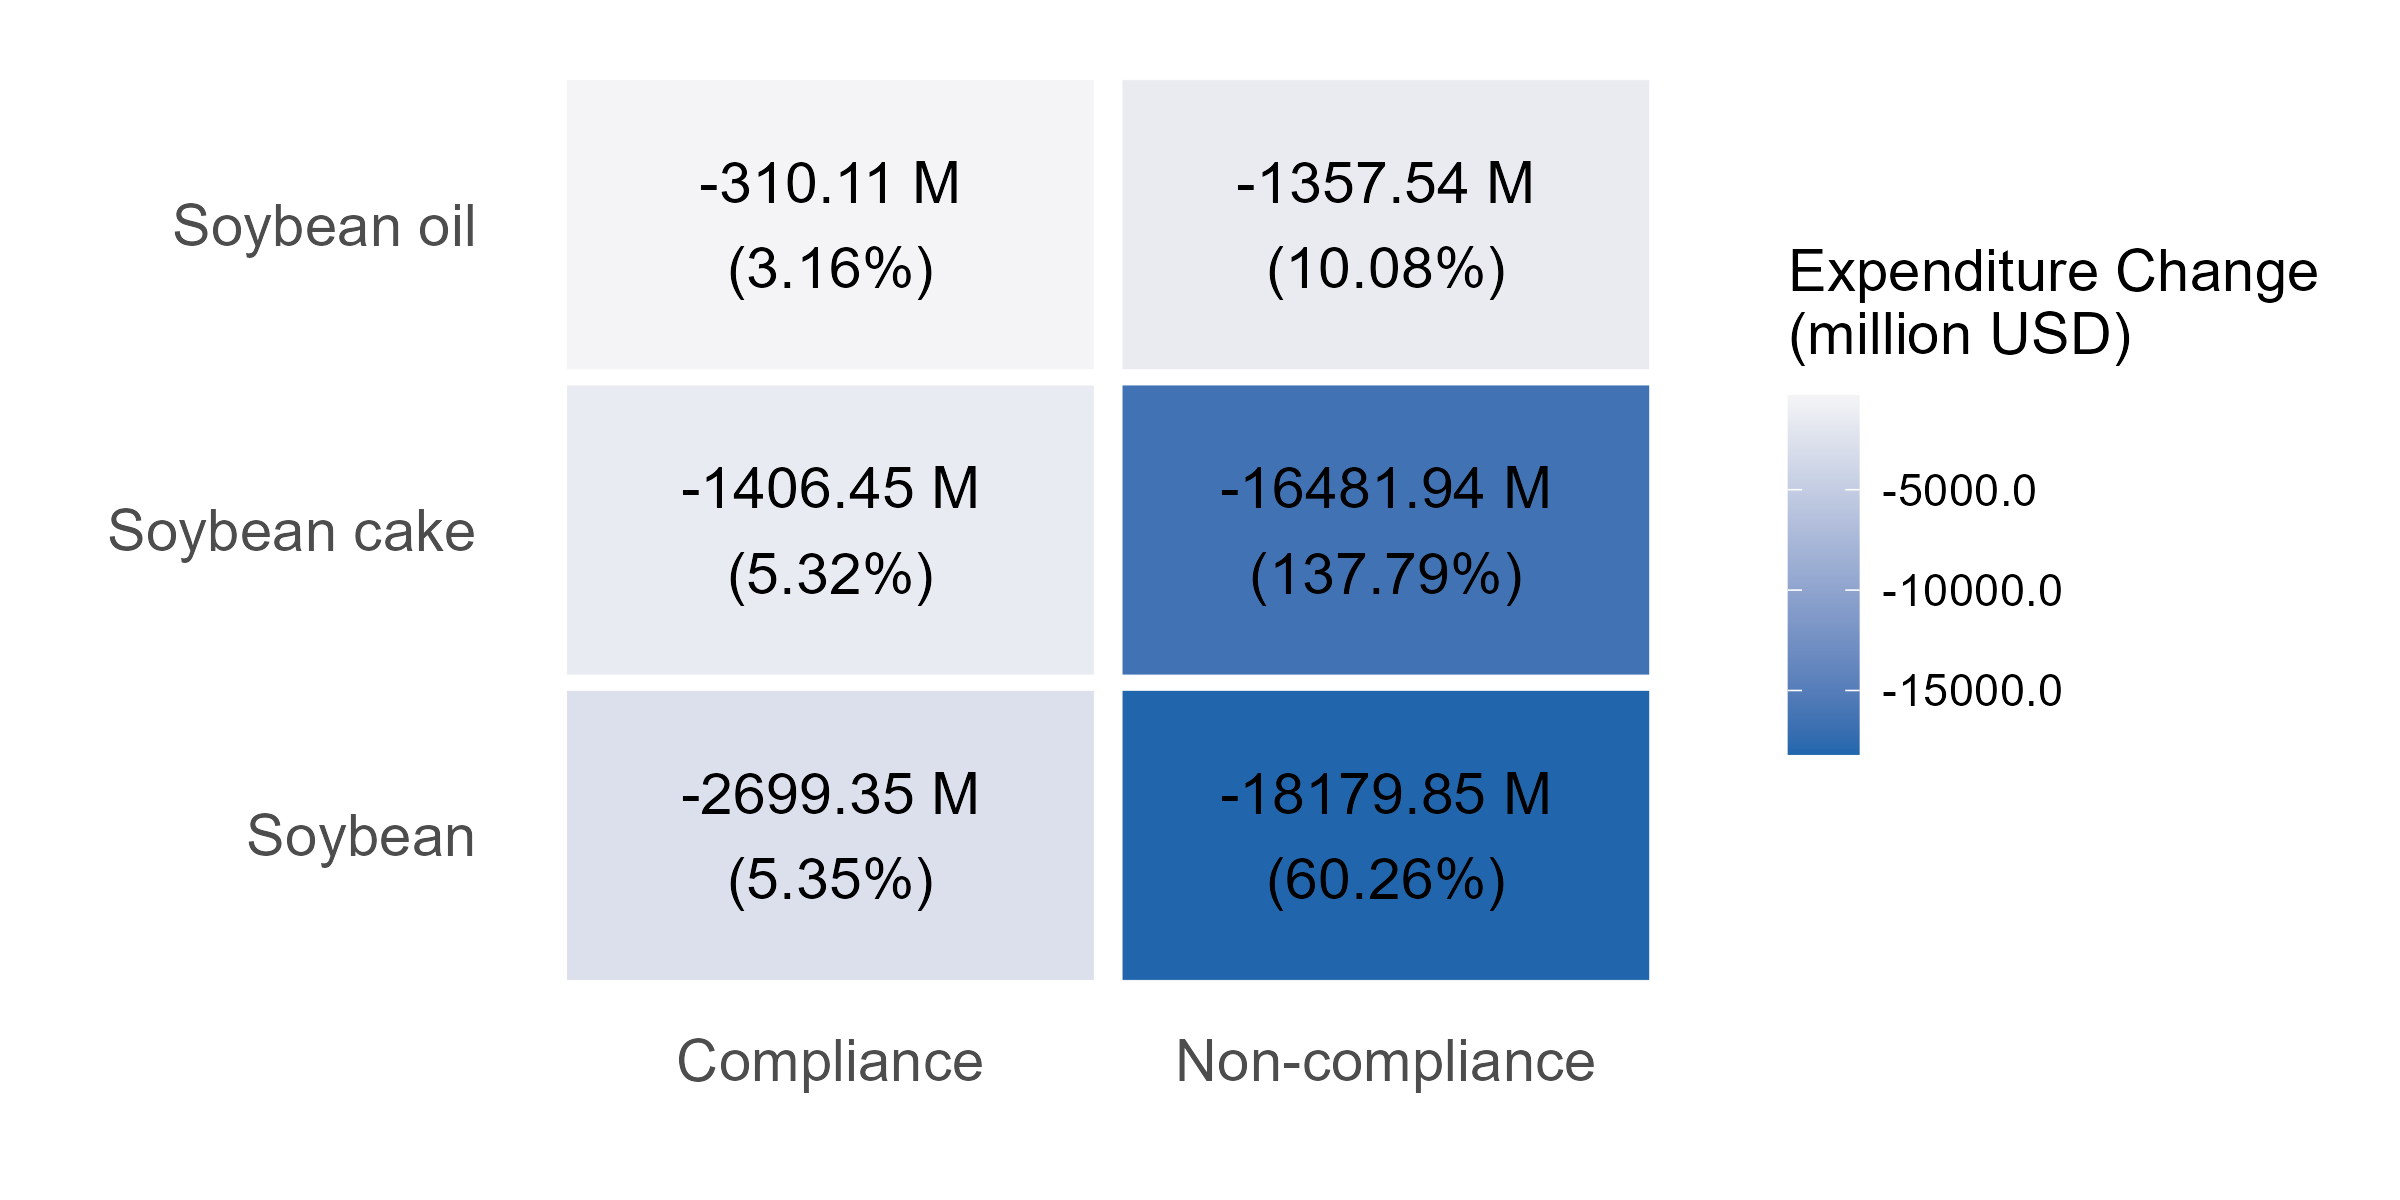 Soybean oil
-310.11 M
(3.16%)
-1357.54 M
(10.08%)
Soybean cake
-1406.45 M
(5.32%)
-16481.94 M
(137.79%)
Soybean
-2699.35 M
(5.35%)
-18179.85 M
(60.26%)
Compliance
Non-compliance
Expenditure Change
(million USD)
-5000.0
-10000.0
-15000.0